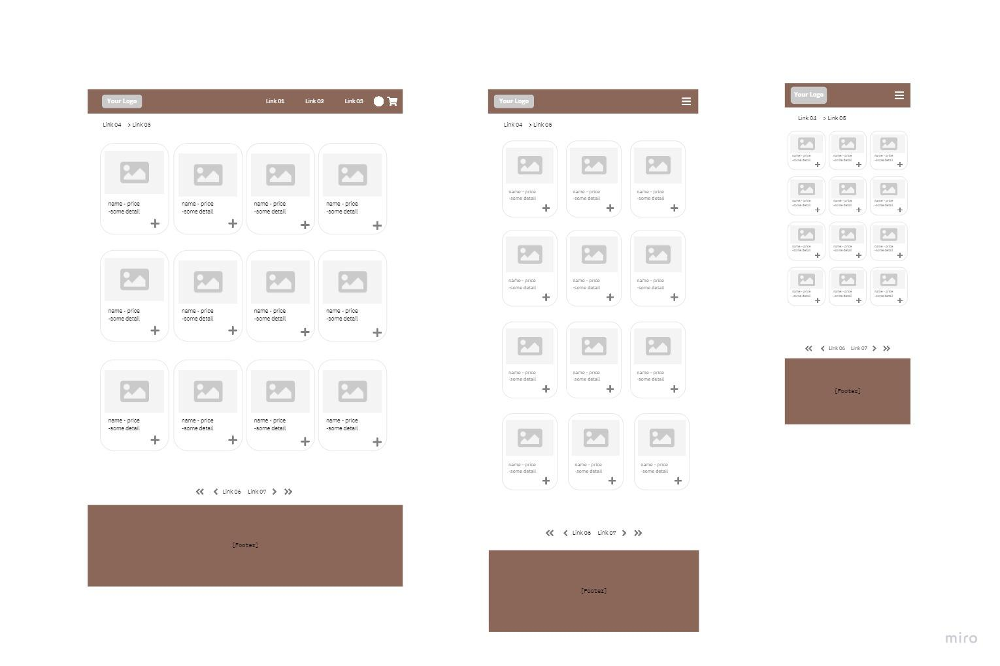 Your Logo
Link 01
Link 02
Link 03
Link 04 > Link 05
name - price
-some detail
name - price
-some detail
name - price
-some detail
name - price
-some detail
name - price
-some detail
name - price
-some detail
name - price
-some detail
name - price
-some detail
name - price
-some detail
name - price
-some detail
name - price
-some detail
name - price
-some detail
Link 06
Link 07
[Footer]
Your Logo
Link 04 > Link 05
name - price
-some detail
name - price
-some detail
name - price
-some detail
name - price
-some detail
name - price
-some detail
name - price
-some detail
name - price
-some detail
name - price
-some detail
name - price
-some detail
name - price
-some detail
name - price
-some detail
name - price
-some detail
Link 06
Link 07
[Footer]
Your Logo
Link 04 > Link 05
name - price
-some detail
name - price
-some detail
name - price
-some detail
name - price
-some detail
name - price
-some detail
name - price
-some detail
name - price
-some detail
name - price
-some detail
name - price
-some detail
name - price
-some detail
name - price
-some detail
name - price
-some detail
Link 06
Link 07
[Footer]
miro